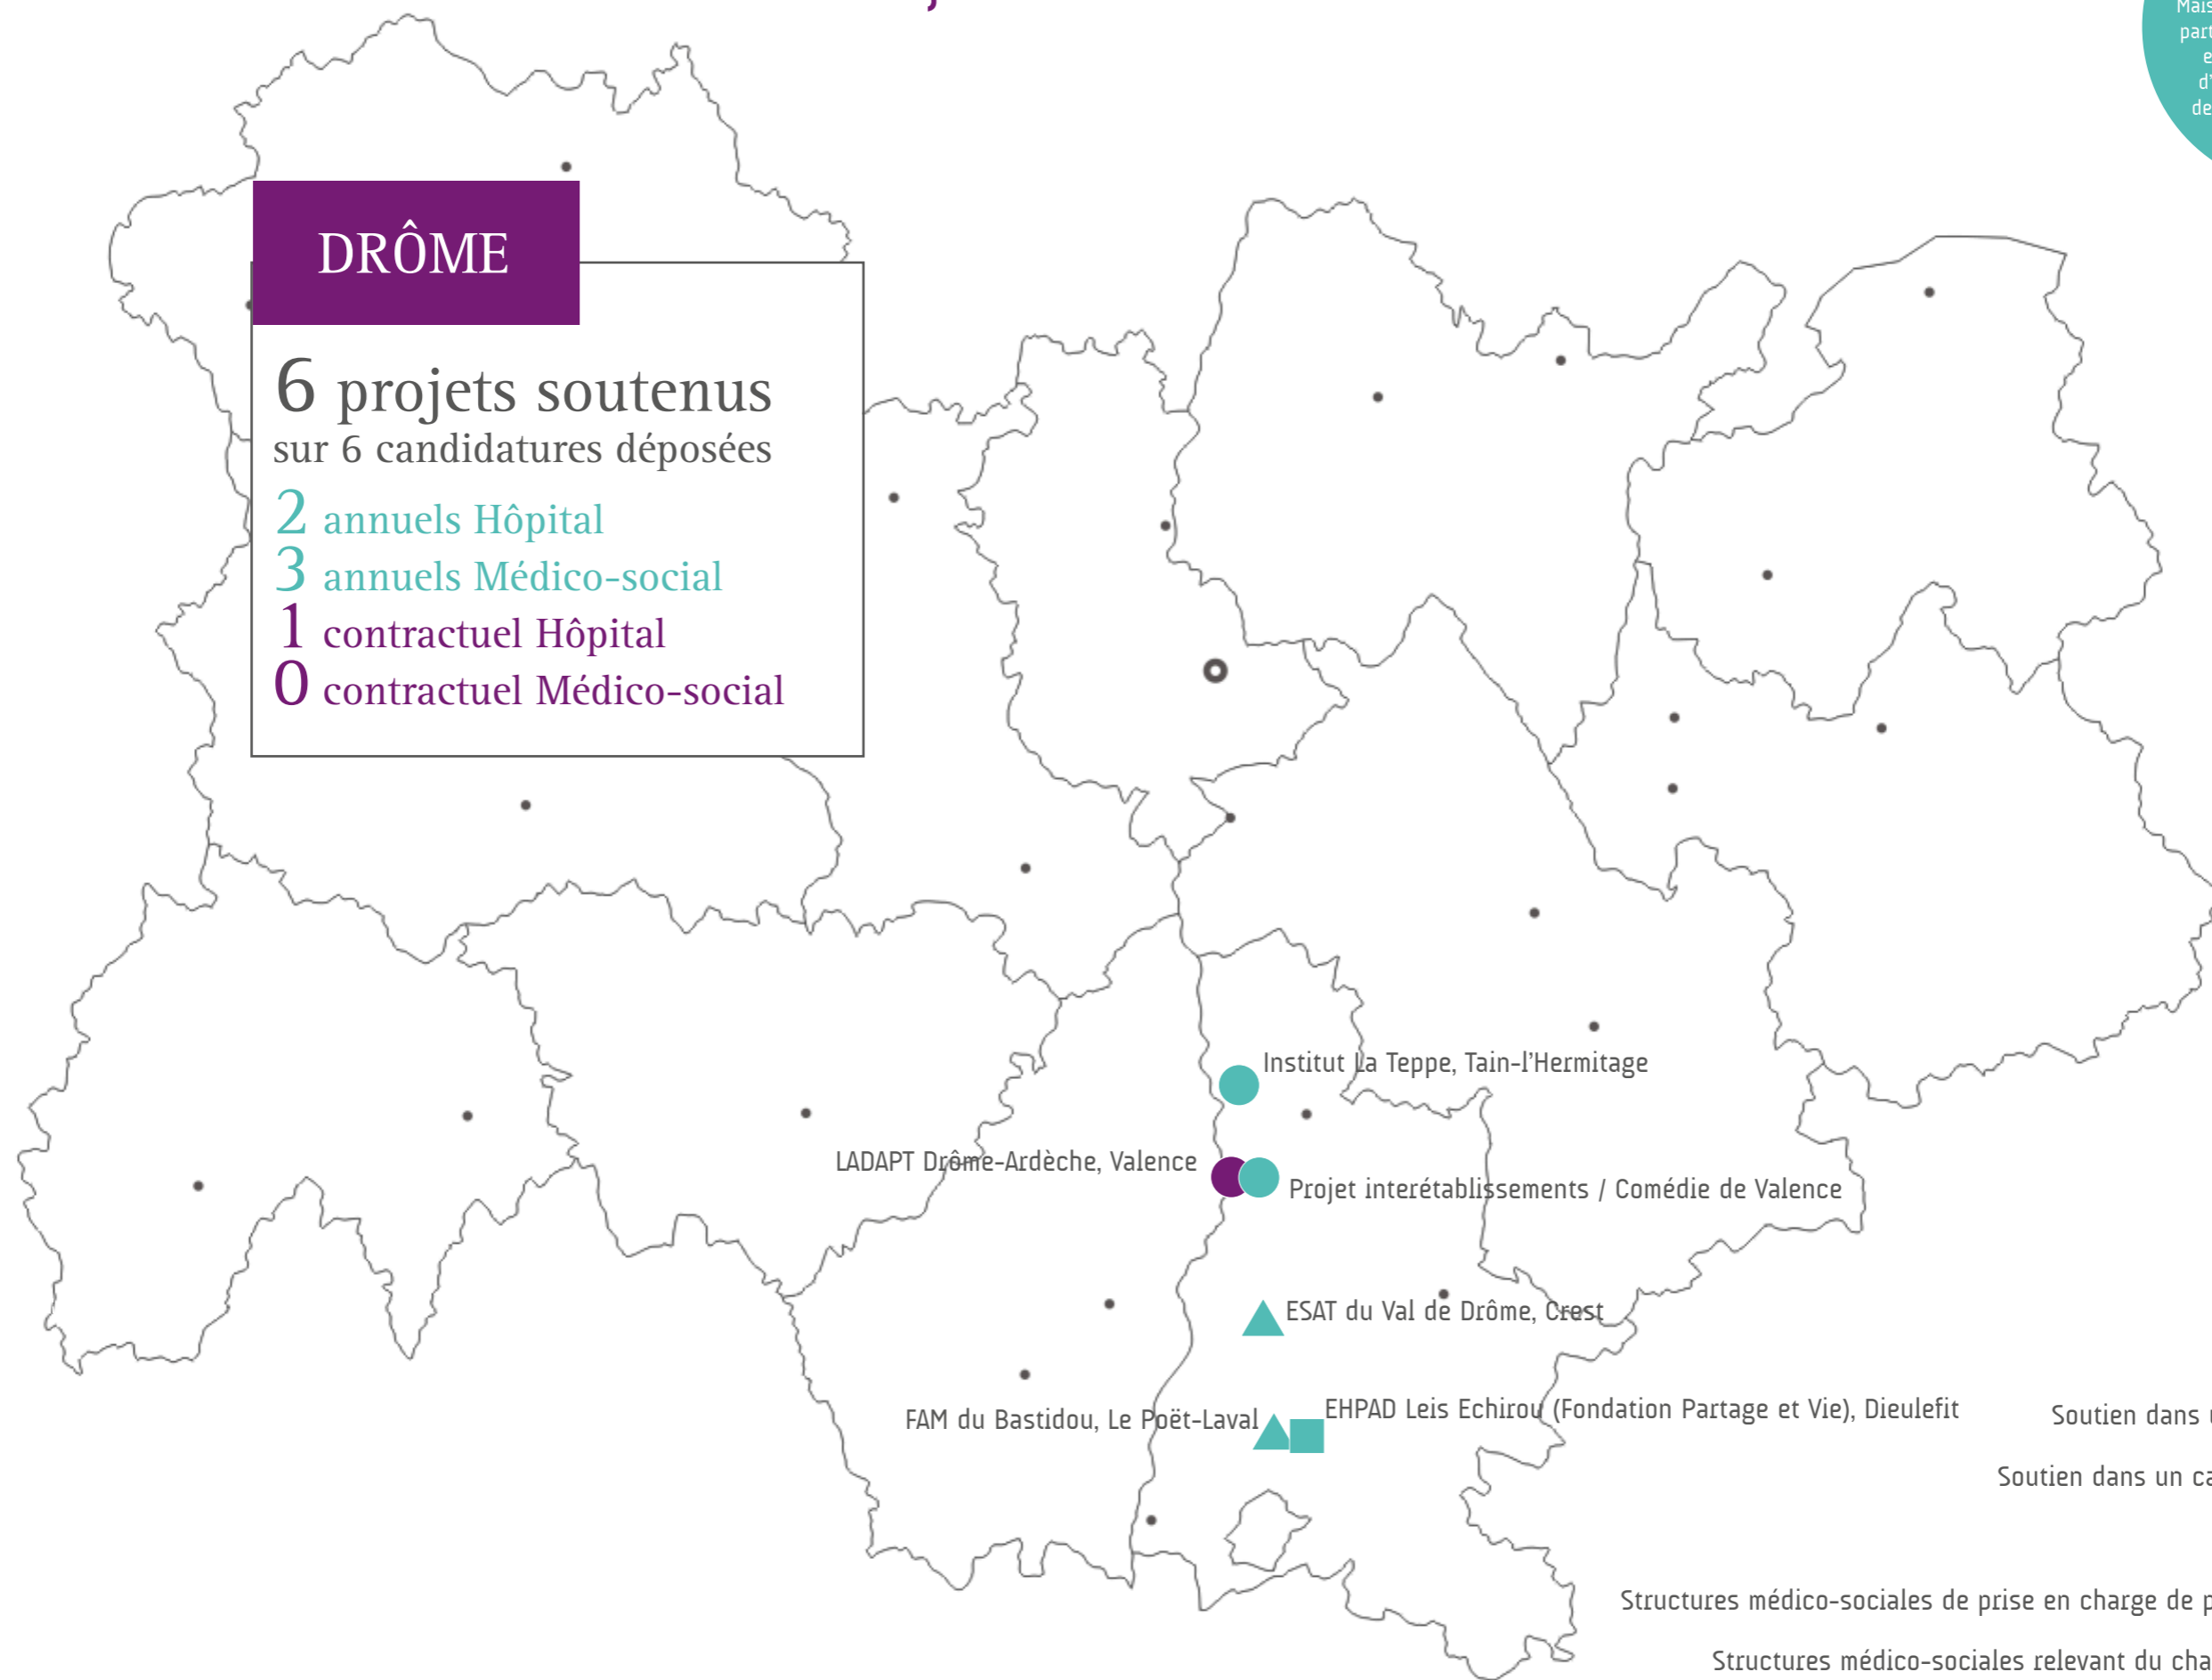 Mais
part
e
d'
de
DRÔME
6 projets soutenus
sur 6 candidatures déposées
2 annuels Hôpital
3 annuels Médico-social
1 contractuel Hôpital
0 contractuel Médico-social
Institut La Teppe, Tain-l'Hermitage
LADAPT Drôme-Ardèche, Valence
Projet interétablissements / Comédie de Valence
ESAT du Val de Drôme, Crest
FAM du Bastidou, Le Poët-Laval
EHPAD Leis Echirou (Fondation Partage et Vie), Dieulefit
Soutien dans
Soutien dans un ca
Structures médico-sociales de prise en charge de p
Structures médico-sociales relevant du cha